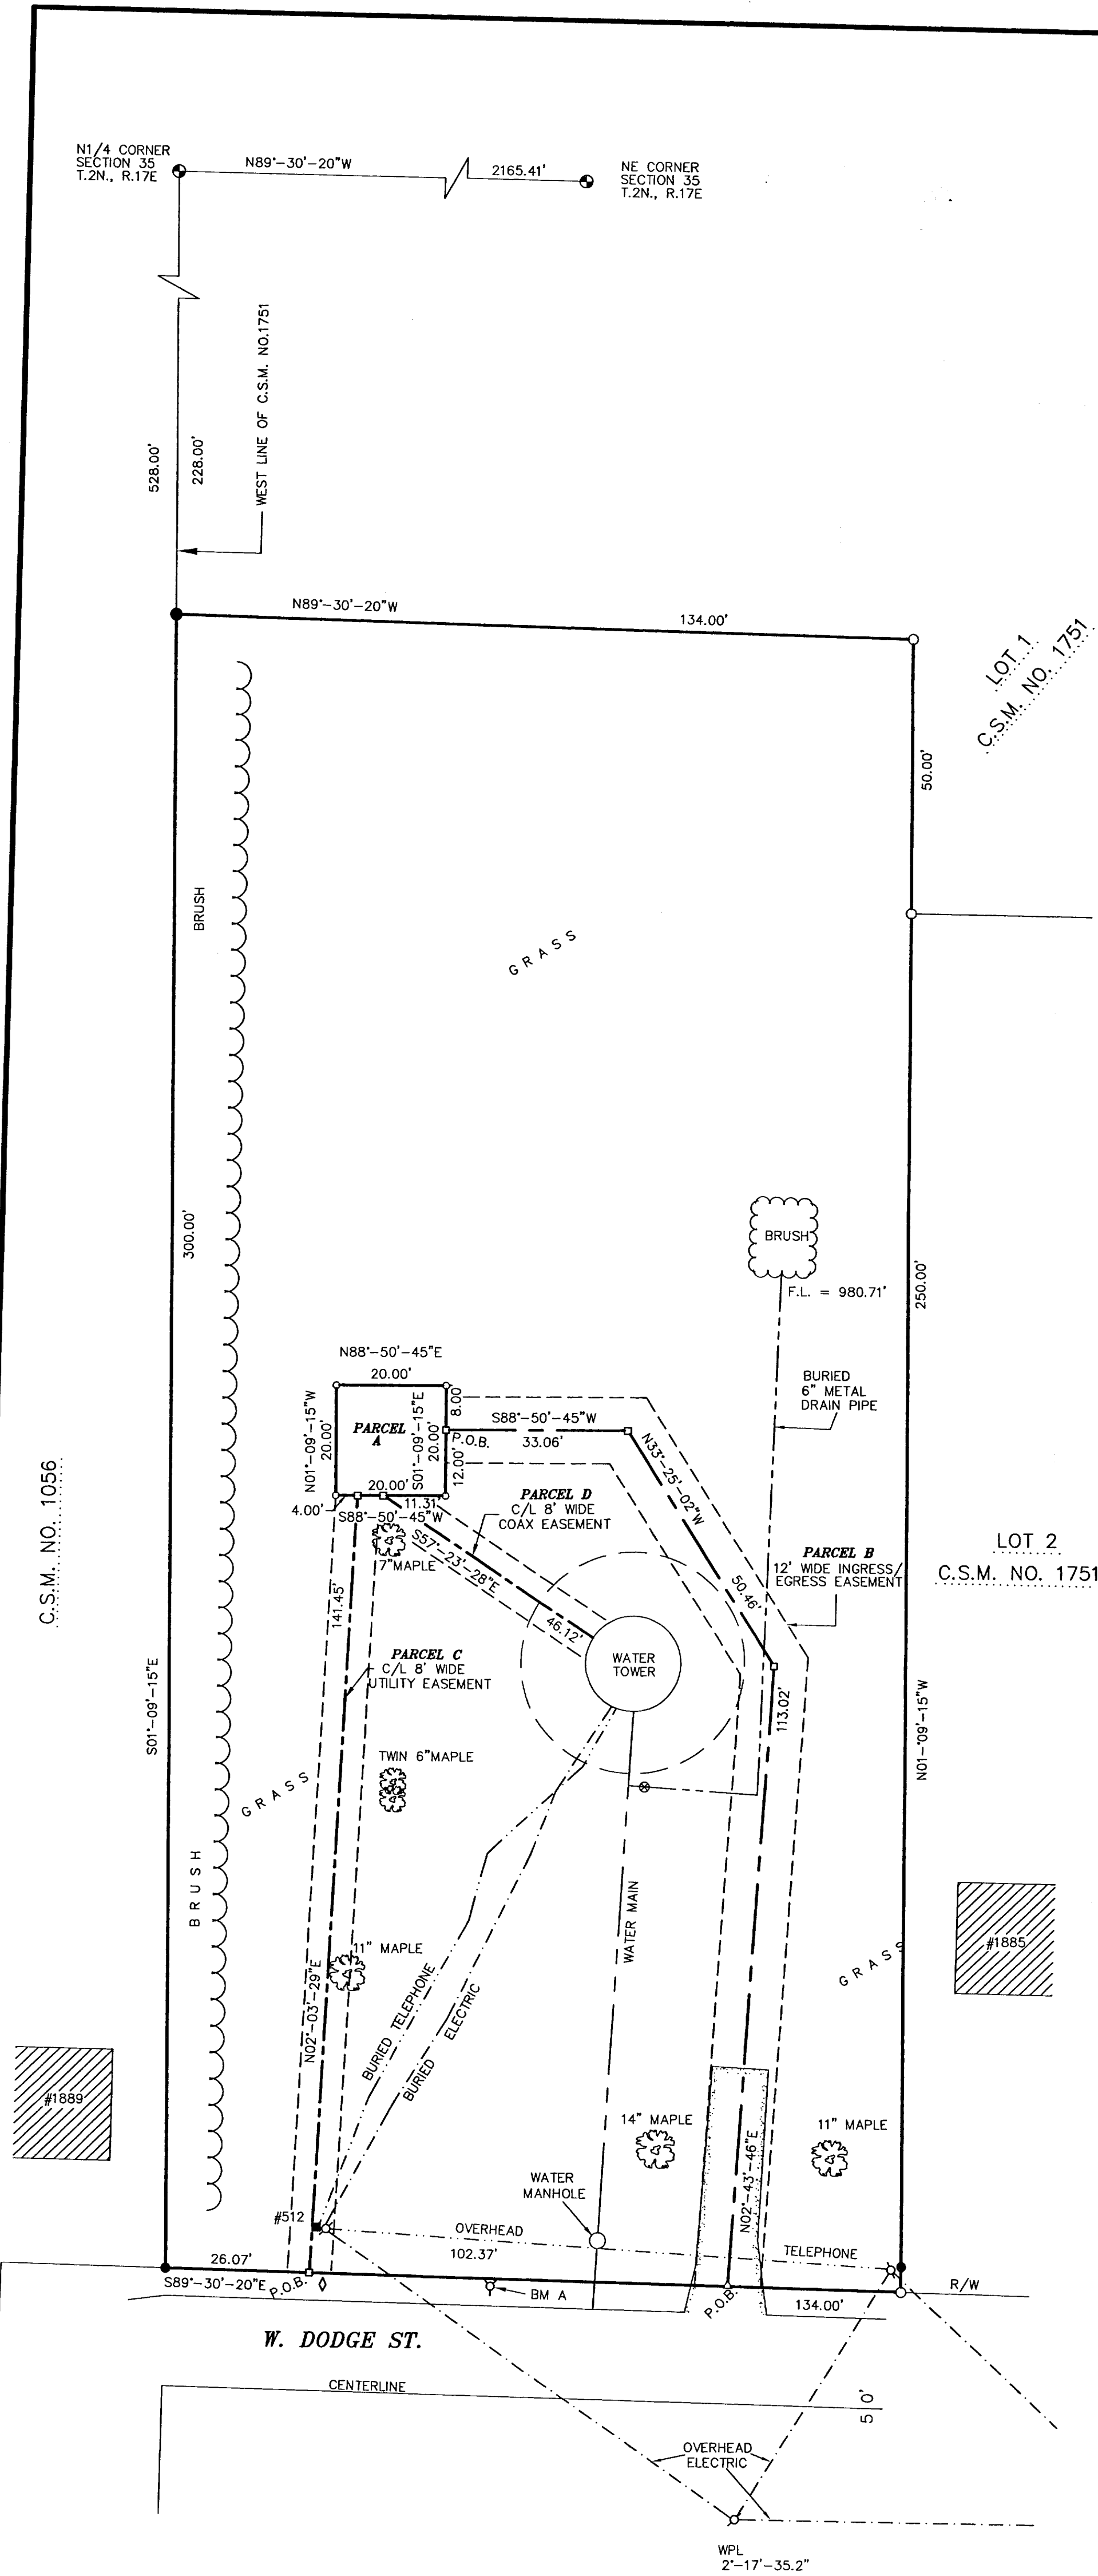 N1/4 CORNER
SECTION 35
T.2N., R.17E
N89°-30'-20"W
2165.41'
NE CORNER
SECTION 35
T.2N., R.17E
WEST LINE OF C.S.M. NO.1751
528.00'
228.00'
N89°-30'-20"W
134.00'
LOT 1
C.S.M. NO. 1751
50.00'
BRUSH
GRASS
300.00'
BRUSH
F.L. = 980.71'
250.00'
N88°-50'-45"E
20.00'
BURIED
6" METAL
DRAIN PIPE
N01°-09'-15"W
20.00'
PARCEL
A
S01°-09'-15"E
20.00'
8.00
12.00'
P.O.B.
S88°-50'-45"W
33.06'
N33°-25'-02"W
50.46'
20.00'
11.31'
4.00'
S88°-50'-45"W
PARCEL D
C/L 8' WIDE
COAX EASEMENT
S57°-23'-28"E
46.12'
7"MAPLE
C.S.M. NO. 1056
LOT 2
C.S.M. NO. 1751
PARCEL B
12' WIDE INGRESS/
EGRESS EASEMENT
141.45'
PARCEL C
C/L 8' WIDE
UTILITY EASEMENT
WATER
TOWER
S01°-09'-15"E
113.02'
N01-°09'-15"W
TWIN 6"MAPLE
GRASS
BRUSH
WATER MAIN
11" MAPLE
GRASS
#1885
N02°-03'-29"E
BURIED TELEPHONE
BURIED ELECTRIC
#1889
14" MAPLE
11" MAPLE
N02°-43'-46"E
WATER
MANHOLE
#512
OVERHEAD
TELEPHONE
26.07'
102.37'
S89°-30'-20"E
P.O.B.
BM A
P.O.B.
134.00'
R/W
W. DODGE ST.
CENTERLINE
50'
OVERHEAD
ELECTRIC
WPL
2°-17'-35.2"